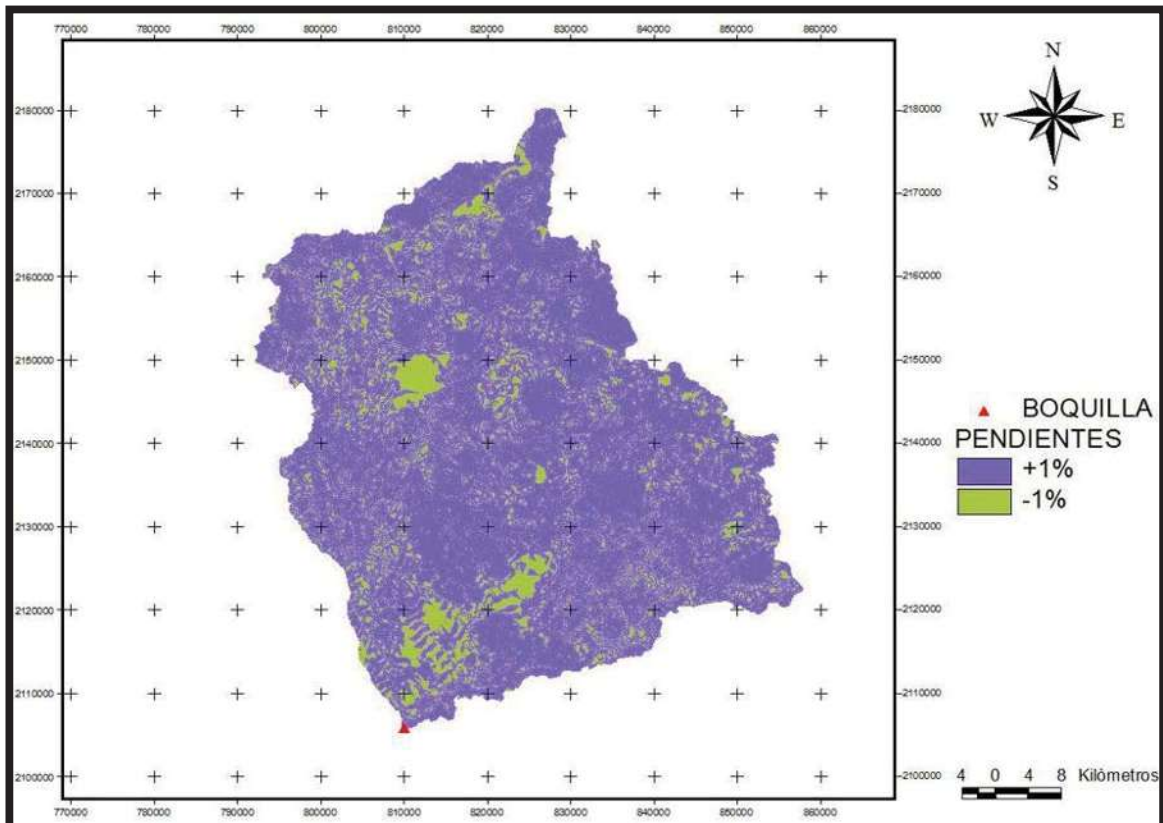 770000 780000 790000 800000 810000 820000 830000 840000 850000 860000
N
W E
S
2180000 2180000
2170000 2170000
2160000 2160000
2150000 2150000
2140000 2140000
2130000 2130000
2120000 2120000
2110000 2110000
2100000 2100000
BOQUILLA
PENDIENTES
+1%
-1%
4 0 4 8 Kilómetros
770000 780000 790000 800000 810000 820000 830000 840000 850000 860000